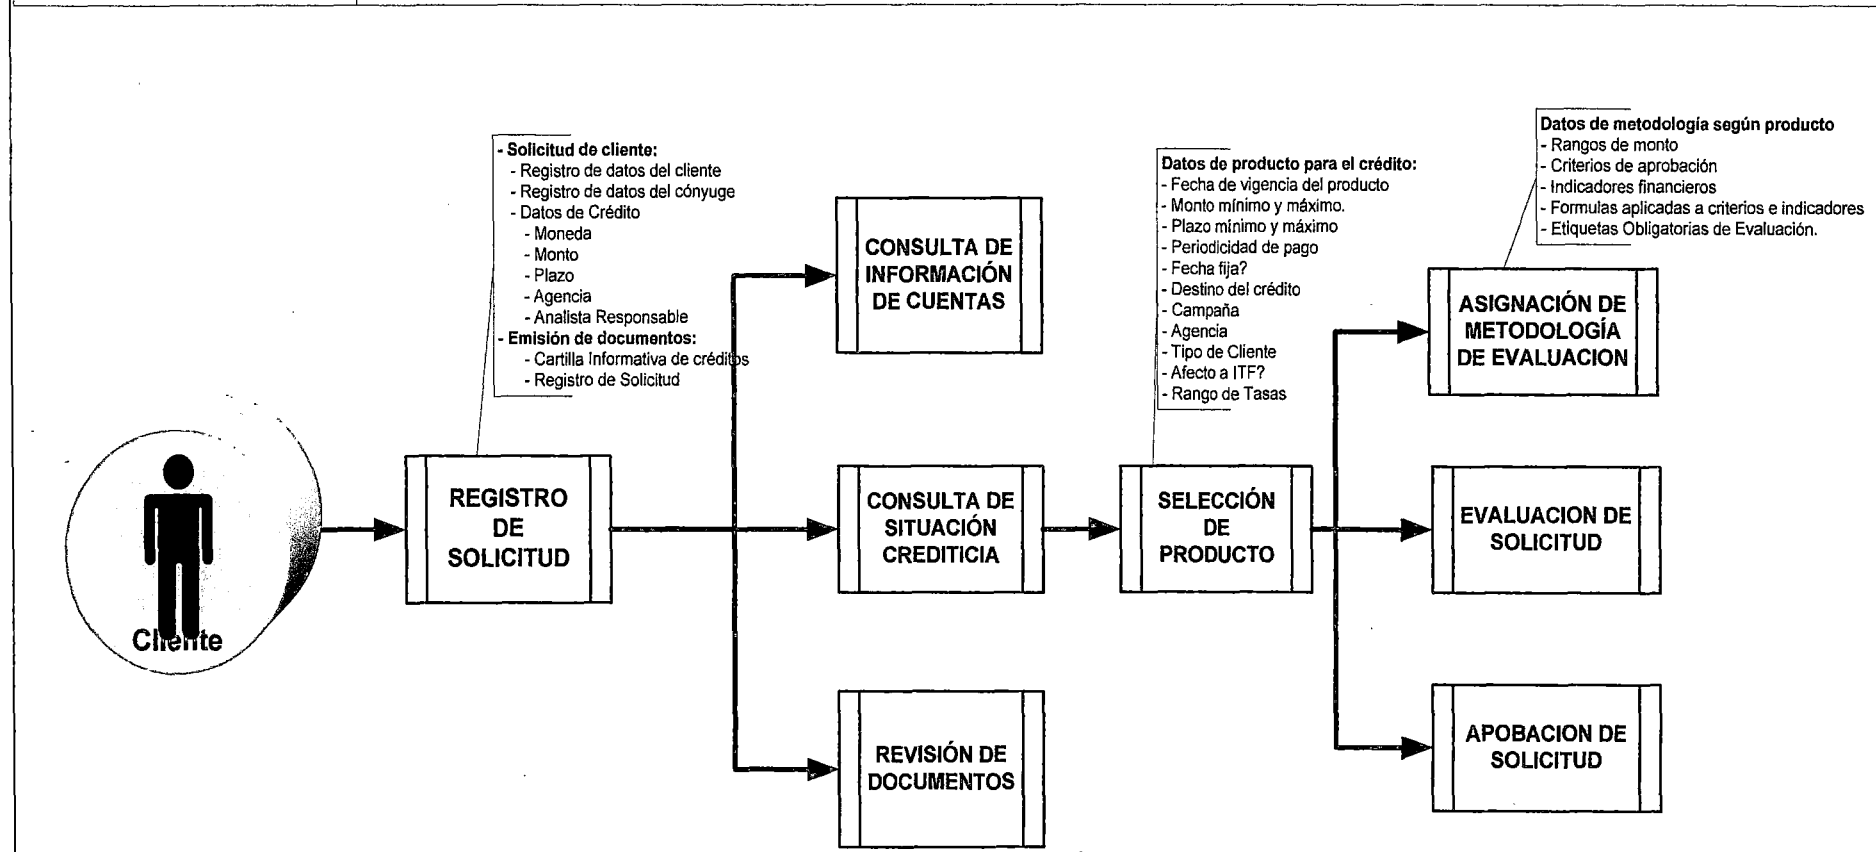 - Solicitud de cliente:
- Registro de datos del cliente
- Registro de datos del cónyuge
- Datos de Crédito
- Moneda
- Monto
- Plazo
- Agencia
- Analista Responsable
- Emisión de documentos:
- Cartilla Informativa de créditos
- Registro de Solicitud
Datos de producto para el crédito:
- Fecha de vigencia del producto
- Monto mínimo y máximo.
- Plazo mínimo y máximo
- Periodicidad de pago
- Fecha fija?
- Destino del crédito
- Campaña
- Agencia
- Tipo de Cliente
- Afecto a ITF?
- Rango de Tasas
Datos de metodología según producto
- Rangos de monto
- Criterios de aprobación
- Indicadores financieros
- Formulas aplicadas a criterios e indicadores
- Etiquetas Obligatorias de Evaluación.
Cliente
REGISTRO
DE
SOLICITUD
CONSULTA DE
INFORMACIÓN
DE CUENTAS
CONSULTA DE
SITUACIÓN
CREDITICIA
REVISIÓN DE
DOCUMENTOS
SELECCIÓN
DE
PRODUCTO
ASIGNACIÓN DE
METODOLOGÍA
DE EVALUACION
EVALUACION DE
SOLICITUD
APOBACION DE
SOLICITUD